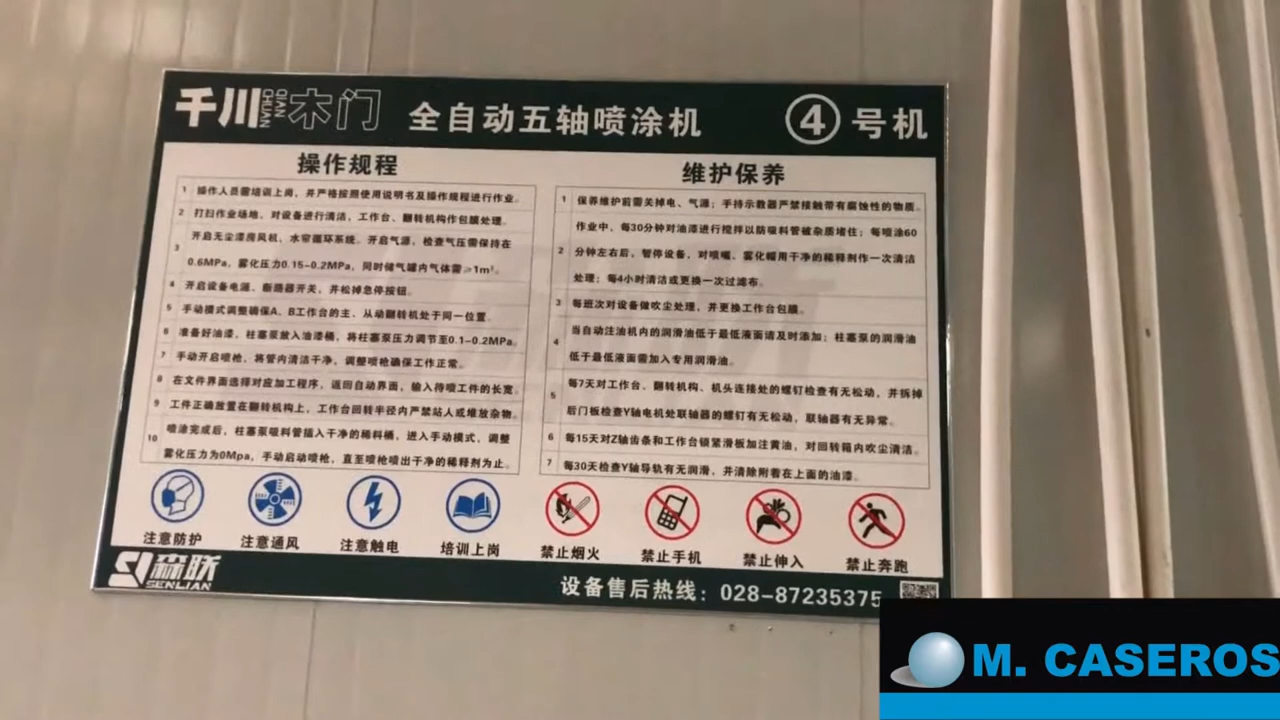 千川 QIAN CHUAN 木门 全自动五轴喷涂机 ④号机
操作规程
1 操作人员需培训上岗，并严格按照使用说明书及操作规程进行作业。
2 打扫作业场地，对设备进行清洁，工作台、翻转机构作包膜处理。
3 开启无尘漆房风机，水帘循环系统。开启气源，检查气压需保持在
0.6MPa，雾化压力0.15-0.2MPa，同时储气罐内气体需≥1m³。
4 开启设备电源、断路器开关，并松掉急停按钮。
5 手动模式调整确保A、B工作台的主、从动翻转机处于同一位置。
6 准备好油漆，柱塞泵放入油漆桶，将柱塞泵压力调节至0.1-0.2MPa。
7 手动开启喷枪，将管内清洁干净，调整喷枪确保工作正常。
8 在文件界面选择对应加工程序，返回自动界面，输入待喷工件的长宽。
9 工件正确放置在翻转机构上，工作台回转半径内严禁站人或堆放杂物。
10 喷涂完成后，柱塞泵吸料管插入干净的稀料桶，进入手动模式，调整
雾化压力为0Mpa，手动启动喷枪，直至喷枪喷出干净的稀释剂为止。
维护保养
1 保养维护前需关掉电、气源；手持示教器严禁接触带有腐蚀性的物质。
作业中，每30分钟对油漆进行搅拌以防吸料管被杂质堵住；每喷涂60
2 分钟左右后，暂停设备，对喷嘴、雾化帽用干净的稀释剂作一次清洁
处理；每4小时清洁或更换一次过滤布。
3 每班次对设备做吹尘处理，并更换工作台包膜。
4 当自动注油机内的润滑油低于最低液面请及时添加；柱塞泵的润滑油
低于最低液面需加入专用润滑油。
5 每7天对工作台、翻转机构、机头连接处的螺钉检查有无松动，并拆掉
后门板检查Y轴电机处联轴器的螺钉有无松动，联轴器有无异常。
6 每15天对Z轴齿条和工作台锁紧滑板加注黄油，对回转箱内吹尘清洁。
7 每30天检查Y轴导轨有无润滑，并清除附着在上面的油漆。
注意防护 注意通风 注意触电 培训上岗 禁止烟火 禁止手机 禁止伸入 禁止奔跑
森联 SENLIAN
设备售后热线：028-87235375
M. CASEROS